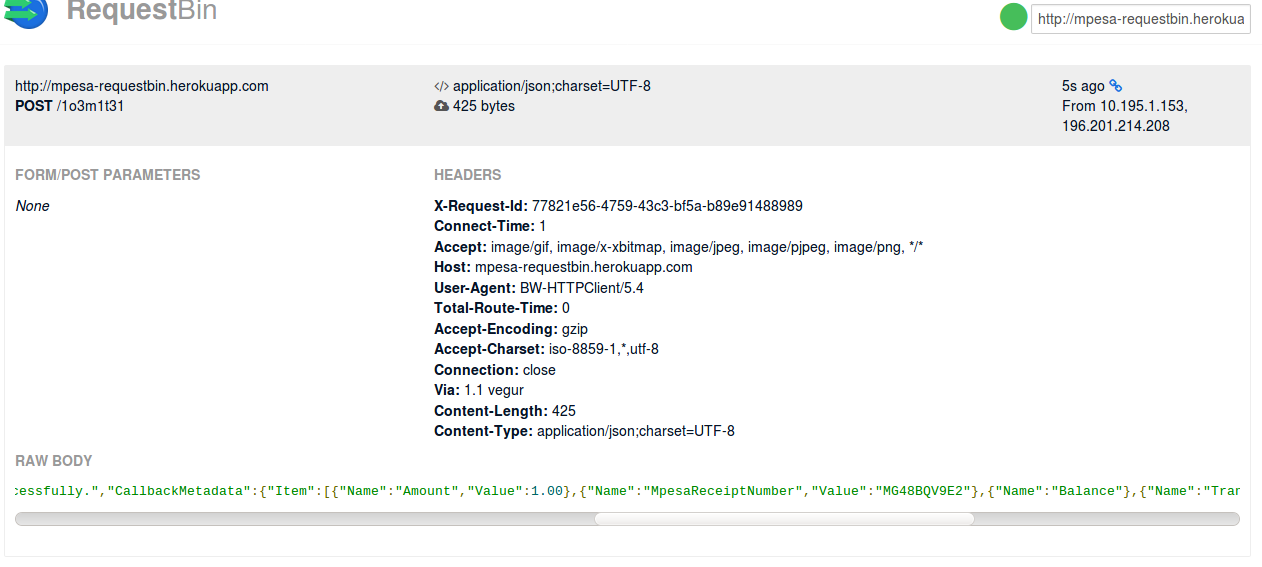 RequestBin
http://mpesa-requestbin.herokua
http://mpesa-requestbin.herokuapp.com
POST /1o3m1t31
</> application/json;charset=UTF-8
425 bytes
5s ago
From 10.195.1.153,
196.201.214.208
FORM/POST PARAMETERS
None
HEADERS
X-Request-Id: 77821e56-4759-43c3-bf5a-b89e91488989
Connect-Time: 1
Accept: image/gif, image/x-xbitmap, image/jpeg, image/pjpeg, image/png, */*
Host: mpesa-requestbin.herokuapp.com
User-Agent: BW-HTTPClient/5.4
Total-Route-Time: 0
Accept-Encoding: gzip
Accept-Charset: iso-8859-1,*,utf-8
Connection: close
Via: 1.1 vegur
Content-Length: 425
Content-Type: application/json;charset=UTF-8
RAW BODY
cessfully.","CallbackMetadata":{"Item":[{"Name":"Amount","Value":1.00},{"Name":"MpesaReceiptNumber","Value":"MG48BQV9E2"},{"Name":"Balance"},{"Name":"Tran